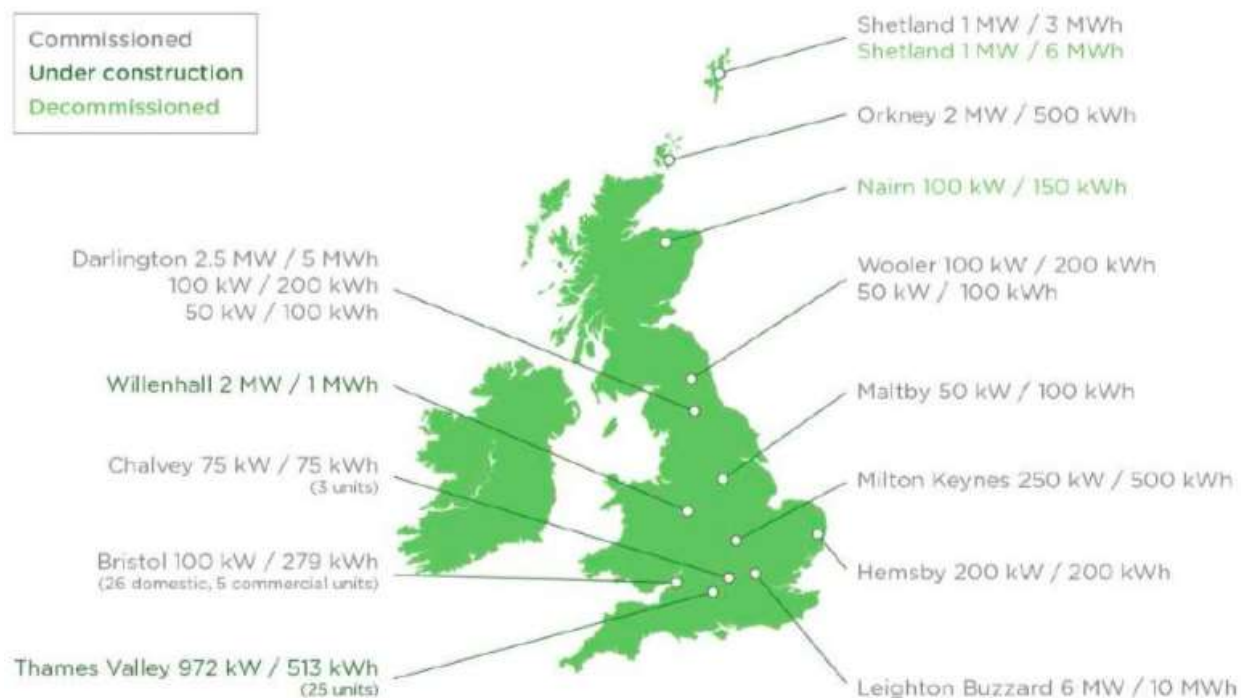 Commissioned
Under construction
Decommissioned
Shetland 1 MW / 3 MWh
Shetland 1 MW / 6 MWh
Orkney 2 MW / 500 kWh
Nairn 100 kW / 150 kWh
Darlington 2.5 MW / 5 MWh
100 kW / 200 kWh
50 kW / 100 kWh
Wooler 100 kW / 200 kWh
50 kW / 100 kWh
Willenhall 2 MW / 1 MWh
Maltby 50 kW / 100 kWh
Chalvey 75 kW / 75 kWh
(3 units)
Milton Keynes 250 kW / 500 kWh
Bristol 100 kW / 279 kWh
(26 domestic, 5 commercial units)
Hemsby 200 kW / 200 kWh
Thames Valley 972 kW / 513 kWh
(25 units)
Leighton Buzzard 6 MW / 10 MWh